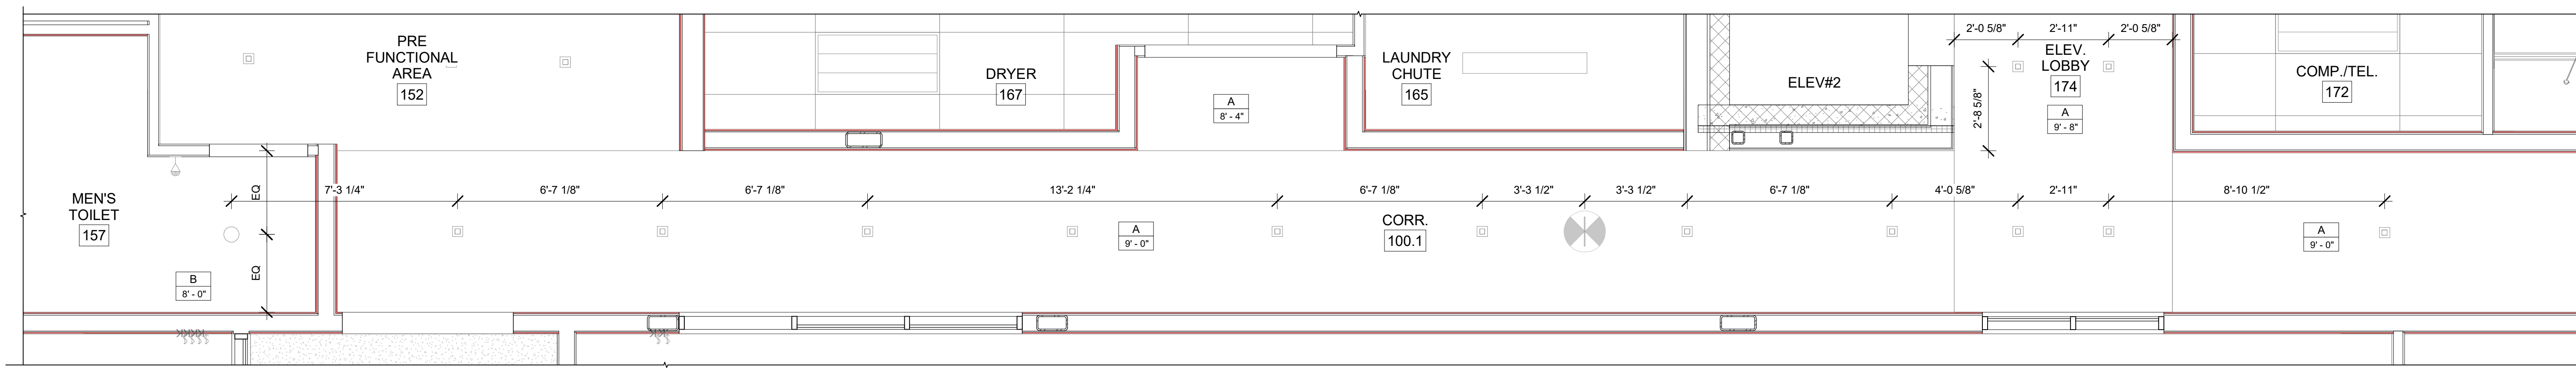 PRE
FUNCTIONAL
AREA
152
DRYER
167
A
8' - 4"
LAUNDRY
CHUTE
165
ELEV#2
2'-0 5/8"
2'-11"
2'-0 5/8"
ELEV.
LOBBY
174
A
9' - 8"
2'-8 5/8"
COMP./TEL.
172
MEN'S
TOILET
157
B
8' - 0"
EQ
EQ
7'-3 1/4"
6'-7 1/8"
6'-7 1/8"
13'-2 1/4"
6'-7 1/8"
3'-3 1/2"
3'-3 1/2"
6'-7 1/8"
4'-0 5/8"
2'-11"
8'-10 1/2"
A
9' - 0"
CORR.
100.1
A
9' - 0"